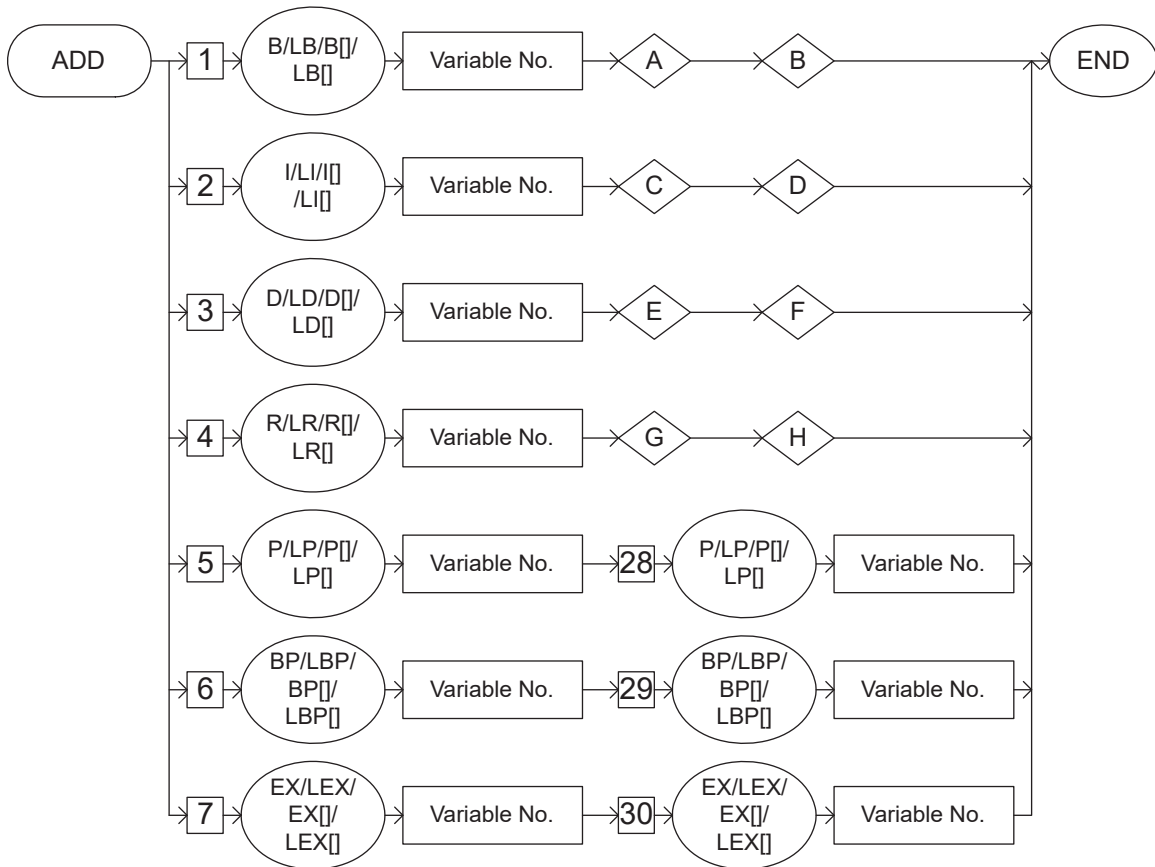 ADD
1
B/LB/B[]/
LB[]
Variable No.
A
B
END
2
I/LI/I[]
/LI[]
Variable No.
C
D
3
D/LD/D[]/
LD[]
Variable No.
E
F
4
R/LR/R[]/
LR[]
Variable No.
G
H
5
P/LP/P[]/
LP[]
Variable No.
28
P/LP/P[]/
LP[]
Variable No.
6
BP/LBP/
BP[]/
LBP[]
Variable No.
29
BP/LBP/
BP[]/
LBP[]
Variable No.
7
EX/LEX/
EX[]/
LEX[]
Variable No.
30
EX/LEX/
EX[]/
LEX[]
Variable No.